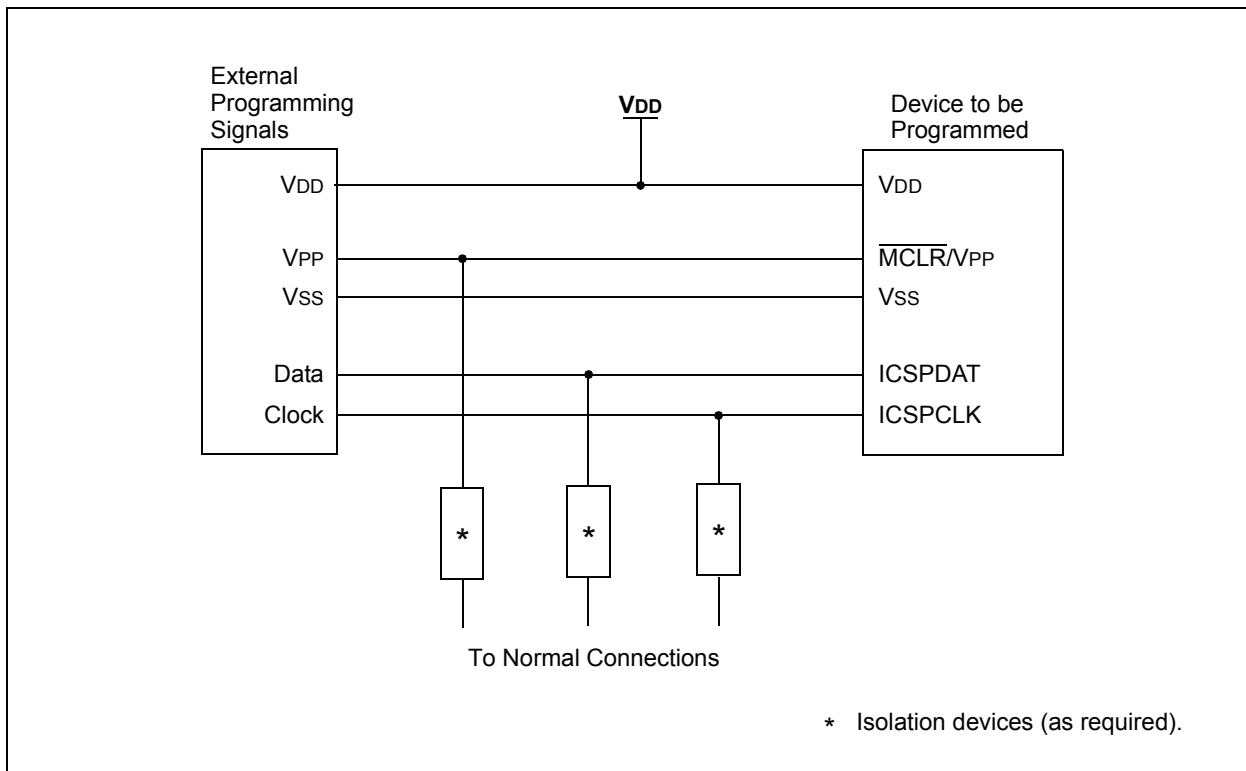 External
Programming
Signals
VDD
Device to be
Programmed
VDD
VDD
VPP
MCLR/VPP
VSS
VSS
Data
ICSPDAT
Clock
ICSPCLK
*
*
*
To Normal Connections
* Isolation devices (as required).